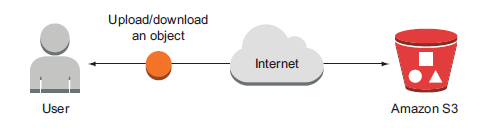 Upload/download
an object
Internet
User
Amazon S3